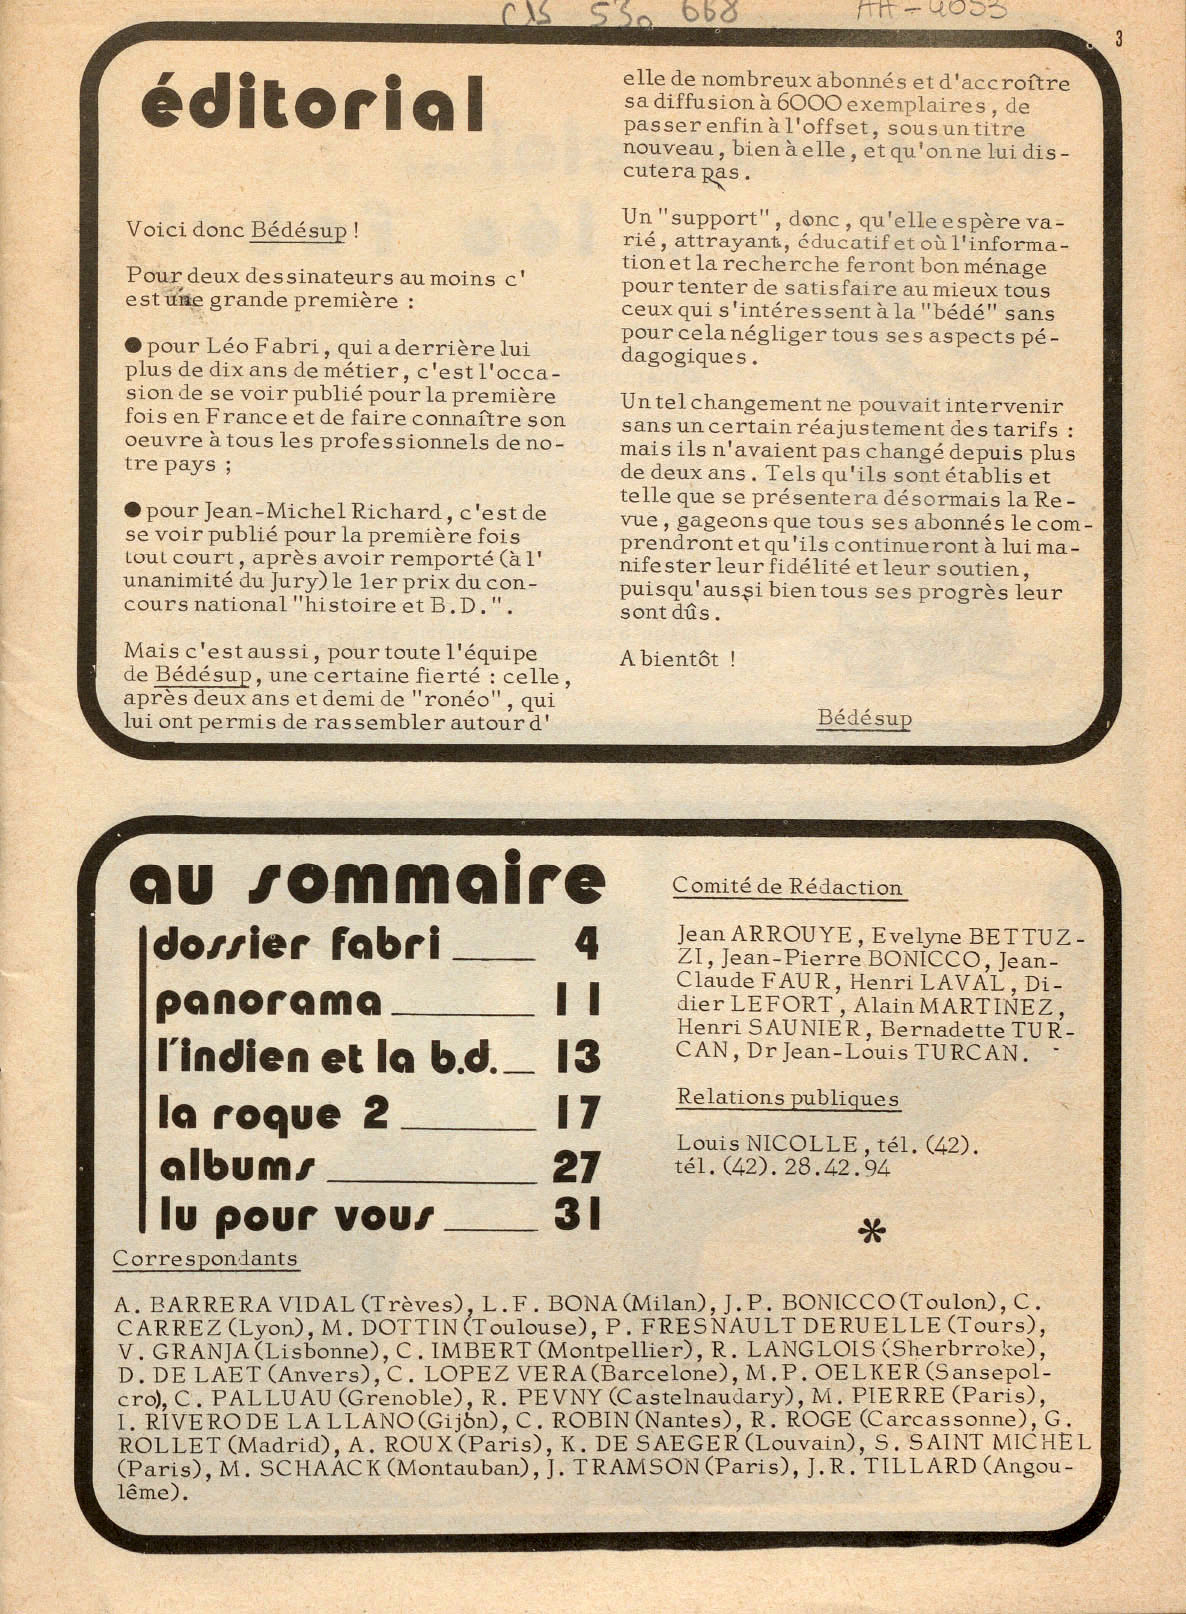 CIS 530 668
AA-4053
3
éditorial
Voici donc Bédésup !
Pour deux dessinateurs au moins c'
est une grande première :
● pour Léo Fabri, qui a derrière lui
plus de dix ans de métier, c'est l'occa-
sion de se voir publié pour la première
fois en France et de faire connaître son
oeuvre à tous les professionnels de no-
tre pays ;
● pour Jean-Michel Richard, c'est de
se voir publié pour la première fois
tout court, après avoir remporté (à l'
unanimité du Jury) le 1er prix du con-
cours national "histoire et B.D.".
Mais c'est aussi, pour toute l'équipe
de Bédésup, une certaine fierté : celle,
après deux ans et demi de "ronéo", qui
lui ont permis de rassembler autour d'
elle de nombreux abonnés et d'accroître
sa diffusion à 6000 exemplaires, de
passer enfin à l'offset, sous un titre
nouveau, bien à elle, et qu'on ne lui dis-
cutera pas.
Un "support", donc, qu'elle espère va-
rié, attrayant, éducatif et où l'informa-
tion et la recherche feront bon ménage
pour tenter de satisfaire au mieux tous
ceux qui s'intéressent à la "bédé" sans
pour cela négliger tous ses aspects pé-
dagogiques.
Un tel changement ne pouvait intervenir
sans un certain réajustement des tarifs :
mais ils n'avaient pas changé depuis plus
de deux ans. Tels qu'ils sont établis et
telle que se présentera désormais la Re-
vue, gageons que tous ses abonnés le com-
prendront et qu'ils continueront à lui ma-
nifester leur fidélité et leur soutien,
puisqu'aussi bien tous ses progrès leur
sont dûs.
A bientôt !
Bédésup
au sommaire
dossier fabri ____ 4
panorama ____ 11
l'indien et la b.d. __ 13
la roque 2 ____ 17
albums ____ 27
lu pour vous ____ 31
Comité de Rédaction
Jean ARROUYE, Evelyne BETTUZ-
ZI, Jean-Pierre BONICCO, Jean-
Claude FAUR, Henri LAVAL, Di-
dier LEFORT, Alain MARTINEZ,
Henri SAUNIER, Bernadette TUR-
CAN, Dr Jean-Louis TURCAN.
Relations publiques
Louis NICOLLE, tél. (42).
tél. (42). 28.42.94
*
Correspondants
A. BARRERA VIDAL (Trèves), L.F. BONA (Milan), J.P. BONICCO (Toulon), C.
CARREZ (Lyon), M. DOTTIN (Toulouse), P. FRESNAULT DERUELLE (Tours),
V. GRANJA (Lisbonne), C. IMBERT (Montpellier), R. LANGLOIS (Sherbrroke),
D. DE LAET (Anvers), C. LOPEZ VERA (Barcelone), M.P. OELKER (Sansepol-
cro), C. PALLUAU (Grenoble), R. PEVNY (Castelnaudary), M. PIERRE (Paris),
I. RIVERO DE LA LLANO (Gijón), C. ROBIN (Nantes), R. ROGE (Carcassonne), G.
ROLLET (Madrid), A. ROUX (Paris), K. DE SAEGER (Louvain), S. SAINT MICHEL
(Paris), M. SCHAACK (Montauban), J. TRAMSON (Paris), J.R. TILLARD (Angou-
lême).